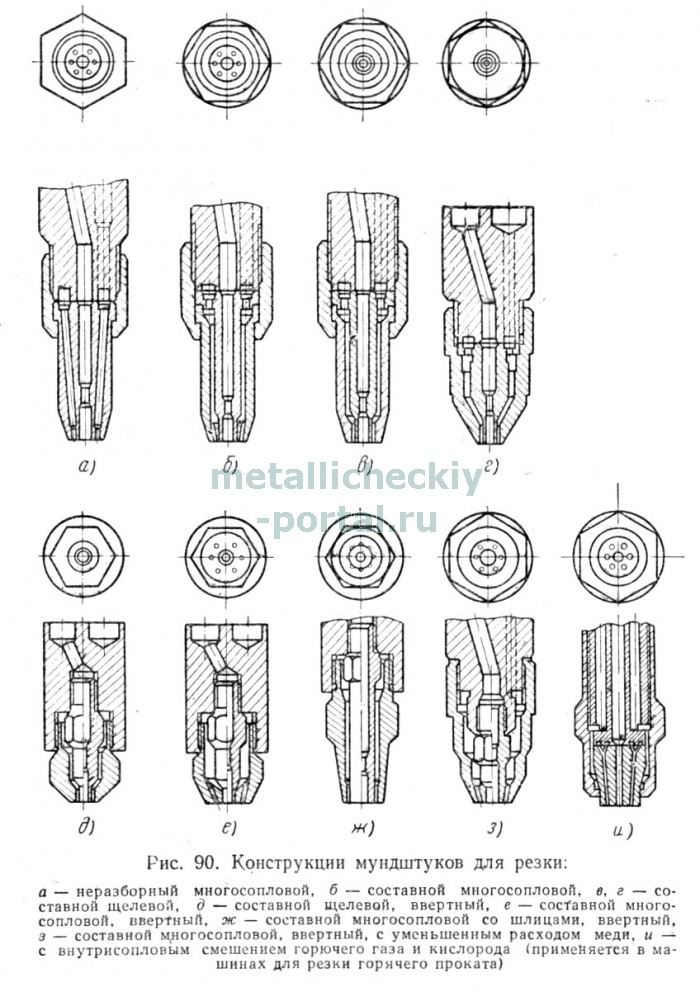 а)
б)
в)
г)
metallicheckiy
-portal.ru
д)
е)
ж)
з)
и)
Рис. 90. Конструкции мундштуков для резки:
а — неразборный многосопловой, б — составной многосопловой, в, г — со-
ставной щелевой, д — составной щелевой, ввертный, е — составной много-
сопловой, ввертный, ж — составной многосопловой со шлицами, ввертный,
з — составной многосопловой, ввертный, с уменьшенным расходом меди, и —
с внутрисопловым смешением горючего газа и кислорода (применяется в ма-
шинах для резки горячего проката)